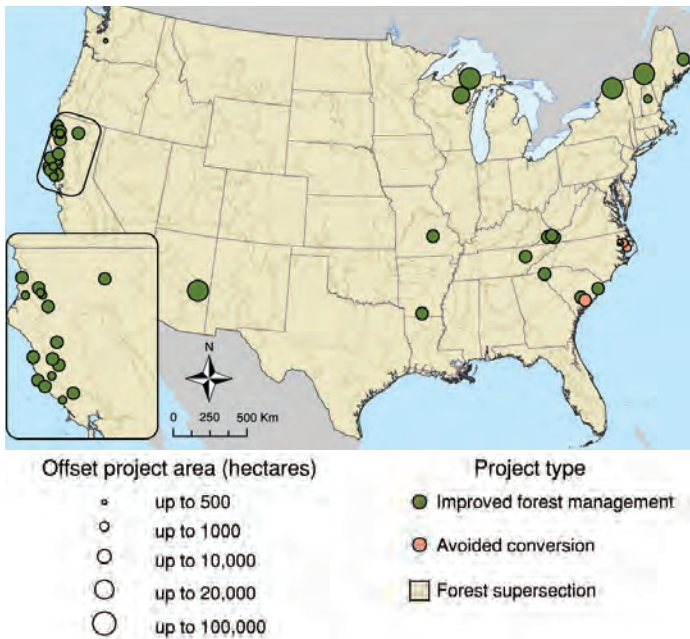 N
0 250 500 Km
Offset project area (hectares)
up to 500
up to 1000
up to 10,000
up to 20,000
up to 100,000
Project type
Improved forest management
Avoided conversion
Forest supersection